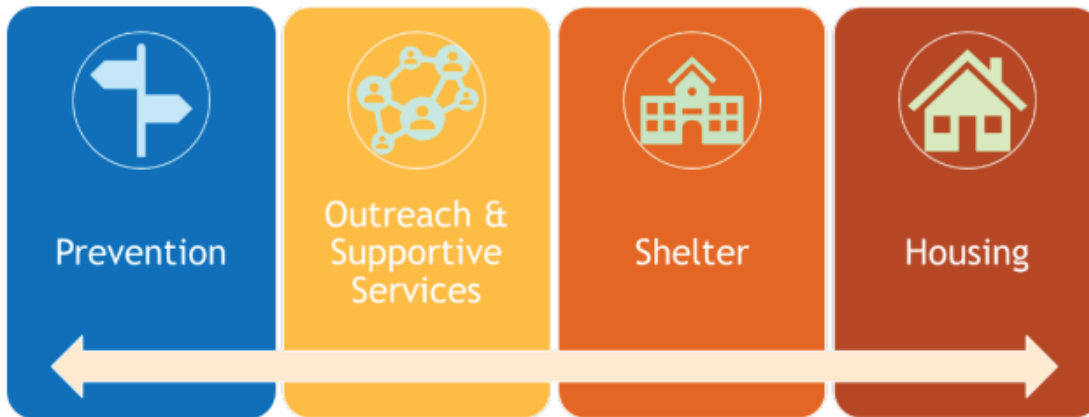 Prevention
Outreach &
Supportive
Services
Shelter
Housing